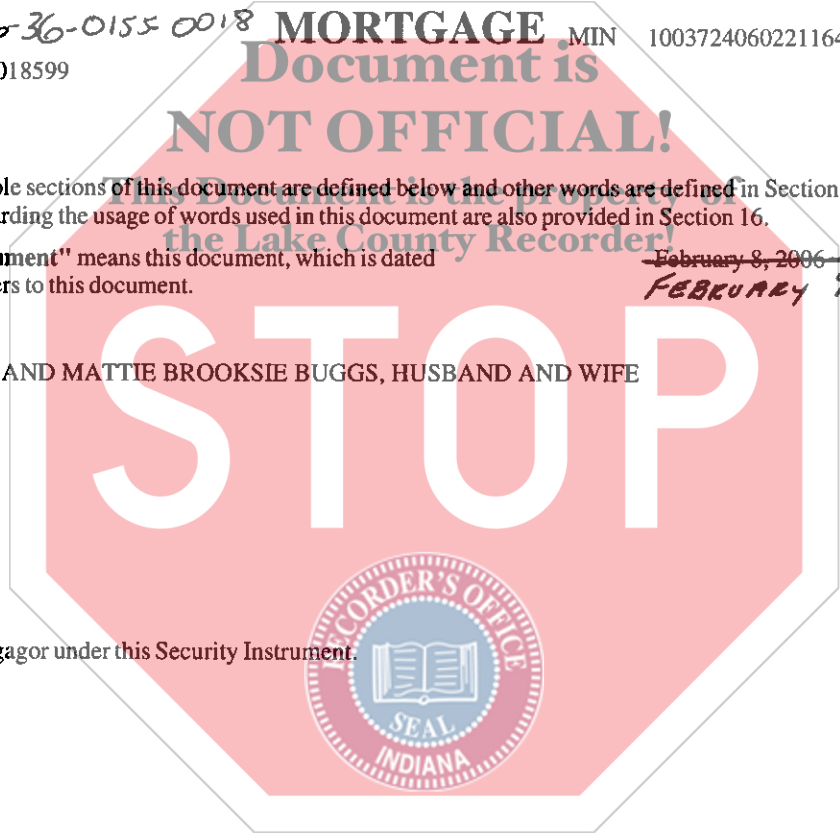 -36-0155 0018 MORTGAGE MIN 1003724060221164
018599
Document is
NOT OFFICIAL!
ple sections of this document are defined below and other words are defined in Section
This Document is the property of
rding the usage of words used in this document are also provided in Section 16.
the Lake County Recorder!
ument" means this document, which is dated February 8, 2006
ers to this document. FEBRUARY
AND MATTIE BROOKSIE BUGGS, HUSBAND AND WIFE
STOP
gagor under this Security Instrument.
RECORDER'S OFFICE
SEAL
INDIANA